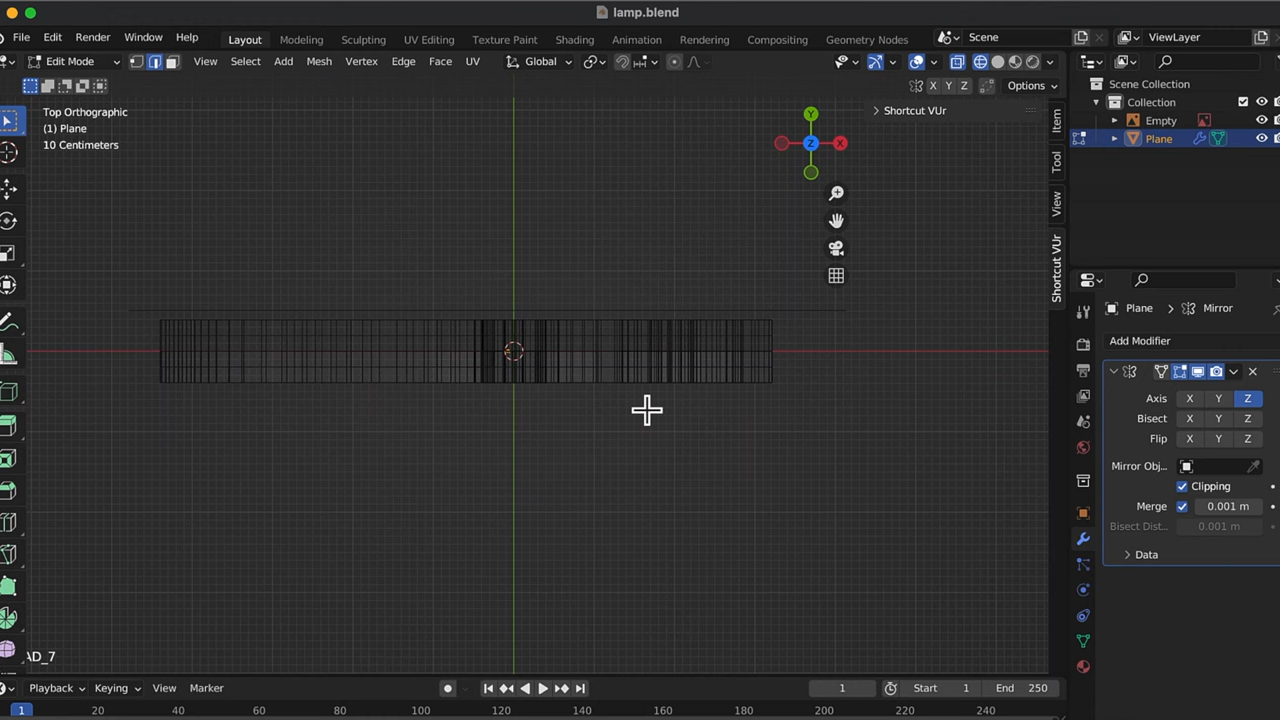 lamp.blend
File Edit Render Window Help Layout Modeling Sculpting UV Editing Texture Paint Shading Animation Rendering Compositing Geometry Nodes Scene ViewLayer
Edit Mode View Select Add Mesh Vertex Edge Face UV Global
X Y Z Options
Scene Collection
Collection
Empty
Plane
Top Orthographic
(1) Plane
10 Centimeters
Shortcut VUr
Y
Z
X
Item
Tool
View
Shortcut VUr
Plane > Mirror
Add Modifier
Axis X Y Z
Bisect X Y Z
Flip X Y Z
Mirror Obj...
Clipping
Merge 0.001 m
Bisect Dist... 0.001 m
Data
AD_7
Playback Keying View Marker 1 Start 1 End 250
1 20 40 60 80 100 120 140 160 180 200 220 240